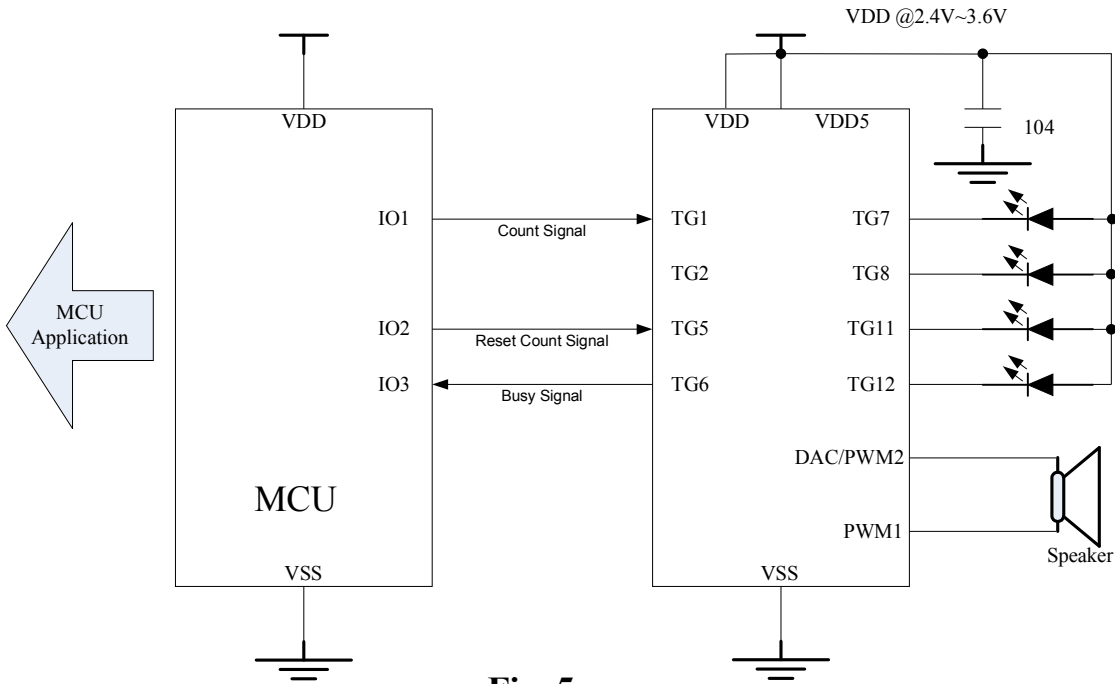 VDD @2.4V~3.6V
VDD
VDD
VDD5
104
IO1
Count Signal
TG1
TG7
TG2
TG8
MCU
Application
IO2
Reset Count Signal
TG5
TG11
IO3
Busy Signal
TG6
TG12
DAC/PWM2
MCU
PWM1
Speaker
VSS
VSS